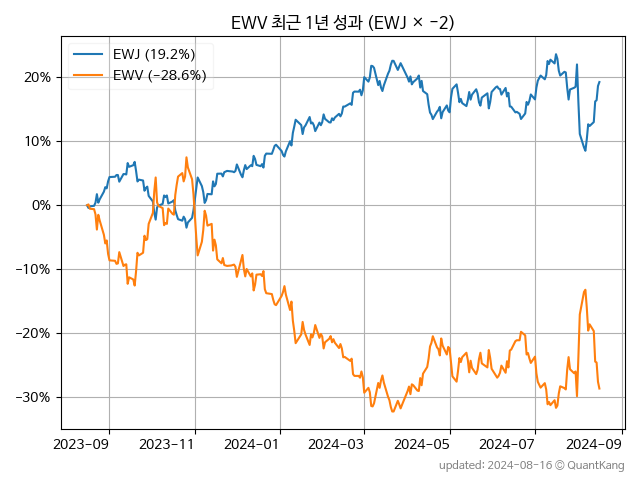 EWV 최근 1년 성과 (EWJ × −2)
EWJ (19.2%)
EWV (−28.6%)
20%
10%
0%
−10%
−20%
−30%
2023-09 2023-11 2024-01 2024-03 2024-05 2024-07 2024-09
updated: 2024-08-16 © QuantKang